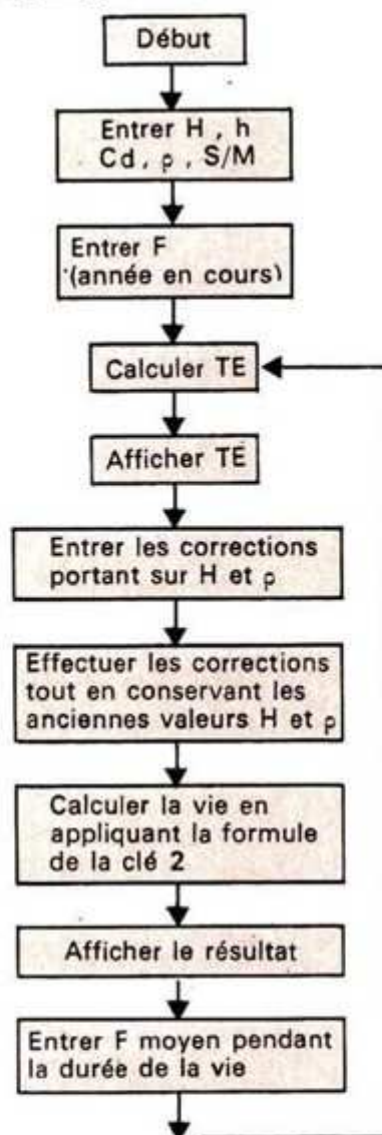 Début
Entrer H , h
Cd , ρ , S/M
Entrer F
(année en cours)
Calculer TE
Afficher TE
Entrer les corrections
portant sur H et ρ
Effectuer les corrections
tout en conservant les
anciennes valeurs H et ρ
Calculer la vie en
appliquant la formule
de la clé 2
Afficher le résultat
Entrer F moyen pendant
la durée de la vie